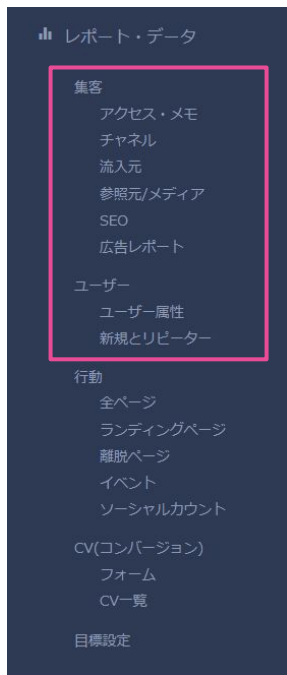 レポート・データ
集客
アクセス・メモ
チャネル
流入元
参照元/メディア
SEO
広告レポート
ユーザー
ユーザー属性
新規とリピーター
行動
全ページ
ランディングページ
離脱ページ
イベント
ソーシャルカウント
CV(コンバージョン)
フォーム
CV一覧
目標設定